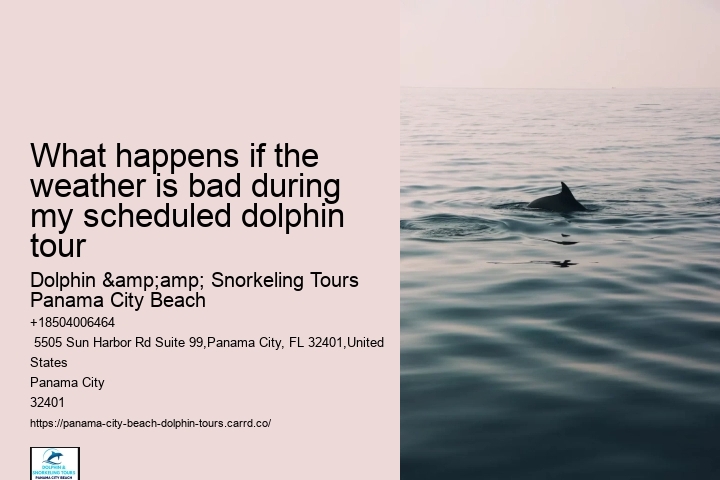 What happens if the
weather is bad during
my scheduled dolphin
tour
Dolphin &amp;amp; Snorkeling Tours
Panama City Beach
+18504006464
5505 Sun Harbor Rd Suite 99,Panama City, FL 32401,United
States
Panama City
32401
https://panama-city-beach-dolphin-tours.carrd.co/
DOLPHIN &
SNORKELING TOURS
PANAMA CITY BEACH